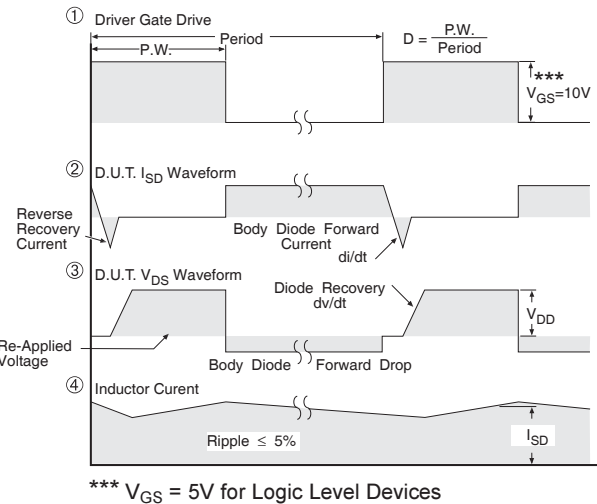 ① Driver Gate Drive
P.W.
Period
D = P.W. / Period
***
VGS=10V
② D.U.T. ISD Waveform
Reverse
Recovery
Current
Body Diode Forward
Current
di/dt
③ D.U.T. VDS Waveform
Diode Recovery
dv/dt
VDD
Re-Applied
Voltage
Body Diode Forward Drop
④ Inductor Curent
Ripple ≤ 5%
ISD
*** VGS = 5V for Logic Level Devices